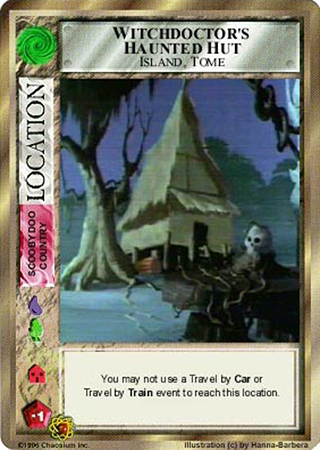 WITCHDOCTOR'S
HAUNTED HUT
ISLAND, TOME
LOCATION
SCOOBYDOO
COUNTRY
You may not use a Travel by Car or
Travel by Train event to reach this location.
-1
©1996 Chaosium Inc.
Illustration (c) by Hanna-Barbera